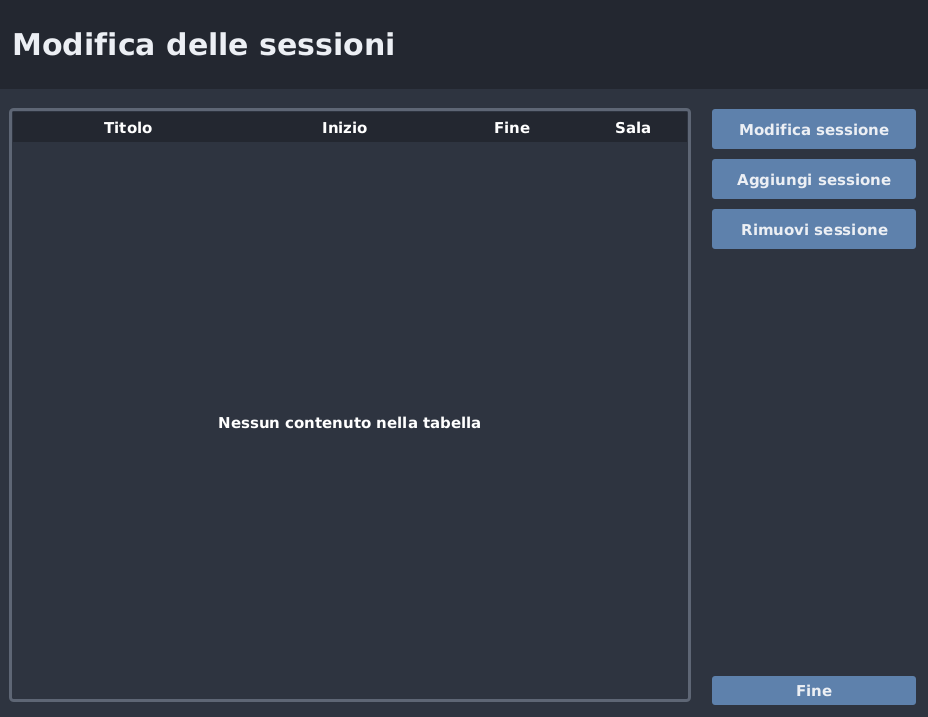 Modifica delle sessioni
Titolo Inizio Fine Sala
Modifica sessione
Aggiungi sessione
Rimuovi sessione
Nessun contenuto nella tabella
Fine